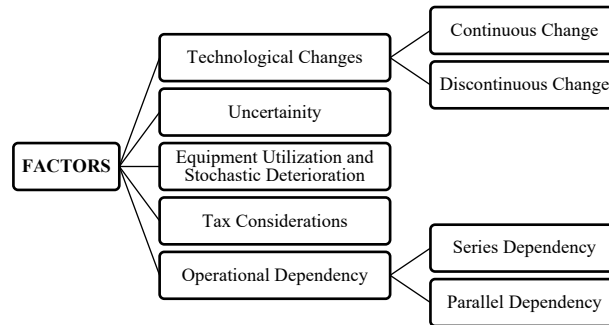 Continuous Change
Technological Changes
Discontinuous Change
Uncertainity
FACTORS
Equipment Utilization and
Stochastic Deterioration
Tax Considerations
Series Dependency
Operational Dependency
Parallel Dependency